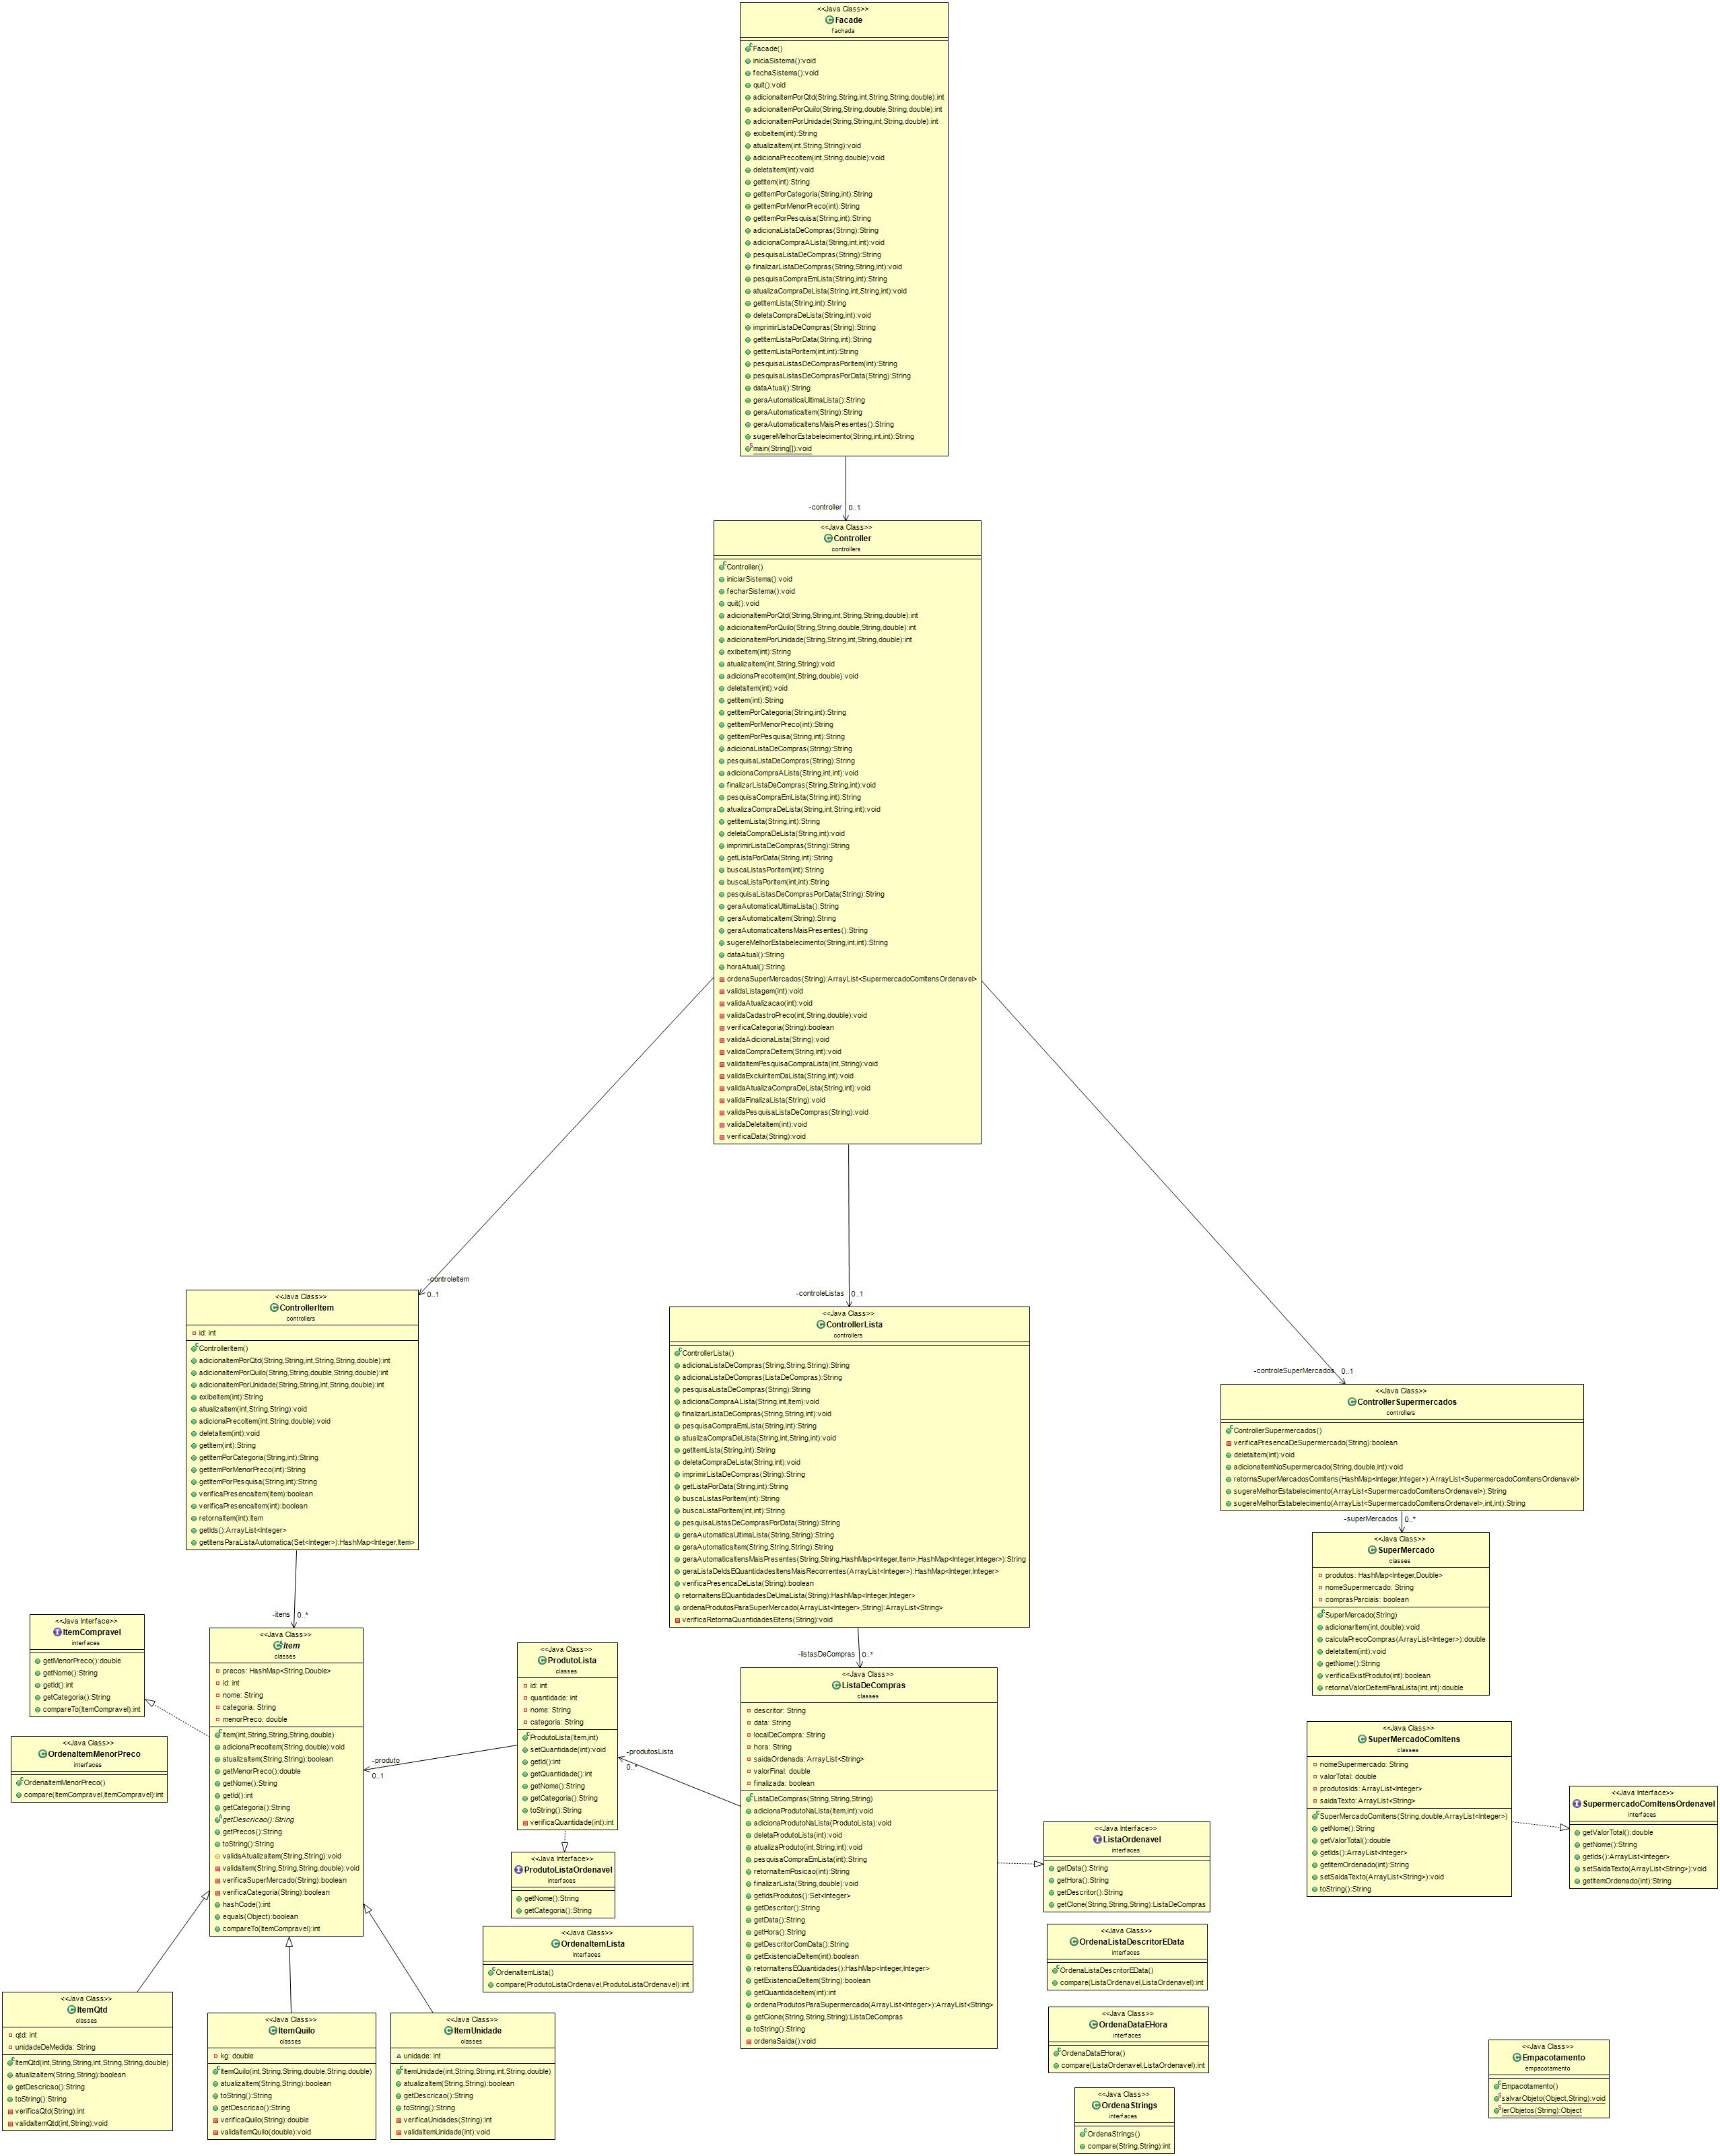 <<Java Class>>
Facade
fachada
Facade()
iniciaSistema():void
fechaSistema():void
quit():void
adicionaItemPorQtd(String,String,int,String,String,double):int
adicionaItemPorQuilo(String,String,double,String,double):int
adicionaItemPorUnidade(String,String,int,String,double):int
exibeItem(int):String
atualizaItem(int,String,String):void
adicionaPrecoItem(int,String,double):void
deletaItem(int):void
getItem(int):String
getItemPorCategoria(String,int):String
getItemPorMenorPreco(int):String
getItemPorPesquisa(String,int):String
adicionaListaDeCompras(String):String
adicionaCompraALista(String,int,int):void
pesquisaListaDeCompras(String):String
finalizarListaDeCompras(String,String,int):void
pesquisaCompraEmLista(String,int):String
atualizaCompraDeLista(String,int,String,int):void
getItemLista(String,int):String
deletaCompraDeLista(String,int):void
imprimirListaDeCompras(String):String
getItemListaPorData(String,int):String
getItemListaPorItem(int,int):String
pesquisaListasDeComprasPorItem(int):String
pesquisaListasDeComprasPorData(String):String
dataAtual():String
geraAutomaticaUltimaLista():String
geraAutomaticaItem(String):String
geraAutomaticaItensMaisPresentes():String
sugereMelhorEstabelecimento(String,int,int):String
main(String[]):void
-controller 0..1
<<Java Class>>
Controller
controllers
Controller()
iniciarSistema():void
fecharSistema():void
quit():void
adicionaItemPorQtd(String,String,int,String,String,double):int
adicionaItemPorQuilo(String,String,double,String,double):int
adicionaItemPorUnidade(String,String,int,String,double):int
exibeItem(int):String
atualizaItem(int,String,String):void
adicionaPrecoItem(int,String,double):void
deletaItem(int):void
getItem(int):String
getItemPorCategoria(String,int):String
getItemPorMenorPreco(int):String
getItemPorPesquisa(String,int):String
adicionaListaDeCompras(String):String
pesquisaListaDeCompras(String):String
adicionaCompraALista(String,int,int):void
finalizarListaDeCompras(String,String,int):void
pesquisaCompraEmLista(String,int):String
atualizaCompraDeLista(String,int,String,int):void
getItemLista(String,int):String
deletaCompraDeLista(String,int):void
imprimirListaDeCompras(String):String
getListaPorData(String,int):String
buscaListasPorItem(int):String
buscaListaPorItem(int,int):String
pesquisaListasDeComprasPorData(String):String
geraAutomaticaUltimaLista():String
geraAutomaticaItem(String):String
geraAutomaticaItensMaisPresentes():String
sugereMelhorEstabelecimento(String,int,int):String
dataAtual():String
horaAtual():String
ordenaSuperMercados(String):ArrayList<SupermercadoComItensOrdenavel>
validaListagem(int):void
validaAtualizacao(int):void
validaCadastroPreco(int,String,double):void
verificaCategoria(String):boolean
validaAdicionaLista(String):void
validaCompraDeItem(String,int):void
validaItemPesquisaCompraLista(int,String):void
validaExcluirItemDaLista(String,int):void
validaAtualizaCompraDeLista(String,int):void
validaFinalizaLista(String):void
validaPesquisaListaDeCompras(String):void
validaDeletaItem(int):void
verificaData(String):void
-controleItem
0..1
-controleListas 0..1
-controleSuperMercados 0..1
<<Java Class>>
ControllerItem
controllers
id: int
ControllerItem()
adicionaItemPorQtd(String,String,int,String,String,double):int
adicionaItemPorQuilo(String,String,double,String,double):int
adicionaItemPorUnidade(String,String,int,String,double):int
exibeItem(int):String
atualizaItem(int,String,String):void
adicionaPrecoItem(int,String,double):void
deletaItem(int):void
getItem(int):String
getItemPorCategoria(String,int):String
getItemPorMenorPreco(int):String
getItemPorPesquisa(String,int):String
verificaPresencaItem(Item):boolean
verificaPresencaItem(int):boolean
retornaItem(int):Item
getIds():ArrayList<Integer>
getItensParaListaAutomatica(Set<Integer>):HashMap<Integer,Item>
-itens 0..*
<<Java Class>>
ControllerLista
controllers
ControllerLista()
adicionaListaDeCompras(String,String,String):String
adicionaListaDeCompras(ListaDeCompras):String
pesquisaListaDeCompras(String):String
adicionaCompraALista(String,int,Item):void
finalizarListaDeCompras(String,String,int):void
pesquisaCompraEmLista(String,int):String
atualizaCompraDeLista(String,int,String,int):void
getItemLista(String,int):String
deletaCompraDeLista(String,int):void
imprimirListaDeCompras(String):String
getListaPorData(String,int):String
buscaListasPorItem(int):String
buscaListaPorItem(int,int):String
pesquisaListasDeComprasPorData(String):String
geraAutomaticaUltimaLista(String,String):String
geraAutomaticaItem(String,String,String):String
geraAutomaticaItensMaisPresentes(String,String,HashMap<Integer,Item>,HashMap<Integer,Integer>):String
geraListaDeIdsEQuantidadesItensMaisRecorrentes(ArrayList<Integer>):HashMap<Integer,Integer>
verificaPresencaDeLista(String):boolean
retornaItensEQuantidadesDeUmaLista(String):HashMap<Integer,Integer>
ordenaProdutosParaSuperMercado(ArrayList<Integer>,String):ArrayList<String>
verificaRetornaQuantidadesEItens(String):void
-listasDeCompras 0..*
<<Java Class>>
ControllerSupermercados
controllers
ControllerSupermercados()
verificaPresencaDeSupermercado(String):boolean
deletaItem(int):void
adicionaItemNoSupermercado(String,double,int):void
retornaSuperMercadosComItens(HashMap<Integer,Integer>):ArrayList<SupermercadoComItensOrdenavel>
sugereMelhorEstabelecimento(ArrayList<SupermercadoComItensOrdenavel>):String
sugereMelhorEstabelecimento(ArrayList<SupermercadoComItensOrdenavel>,int,int):String
-superMercados 0..*
<<Java Class>>
SuperMercado
classes
produtos: HashMap<Integer,Double>
nomeSupermercado: String
comprasParciais: boolean
SuperMercado(String)
adicionarItem(int,double):void
calculaPrecoCompras(ArrayList<Integer>):double
deletaItem(int):void
getNome():String
verificaExistProduto(int):boolean
retornaValorDeItemParaLista(int,int):double
<<Java Interface>>
ItemCompravel
interfaces
getMenorPreco():double
getNome():String
getId():int
getCategoria():String
compareTo(ItemCompravel):int
<<Java Class>>
OrdenaItemMenorPreco
interfaces
OrdenaItemMenorPreco()
compare(ItemCompravel,ItemCompravel):int
<<Java Class>>
Item
classes
precos: HashMap<String,Double>
id: int
nome: String
categoria: String
menorPreco: double
Item(int,String,String,String,double)
adicionaPrecoItem(String,double):void
atualizaItem(String,String):boolean
getMenorPreco():double
getNome():String
getId():int
getCategoria():String
getDescricao():String
getPrecos():String
toString():String
validaAtualizaItem(String,String):void
validaItem(String,String,String,double):void
verificaSuperMercado(String):boolean
verificaCategoria(String):boolean
hashCode():int
equals(Object):boolean
compareTo(ItemCompravel):int
-produto
0..1
<<Java Class>>
ProdutoLista
classes
id: int
quantidade: int
nome: String
categoria: String
ProdutoLista(Item,int)
setQuantidade(int):void
getId():int
getQuantidade():int
getNome():String
getCategoria():String
toString():String
verificaQuantidade(int):int
-produtosLista
0..*
<<Java Interface>>
ProdutoListaOrdenavel
interfaces
getNome():String
getCategoria():String
<<Java Class>>
OrdenaItemLista
interfaces
OrdenaItemLista()
compare(ProdutoListaOrdenavel,ProdutoListaOrdenavel):int
<<Java Class>>
ListaDeCompras
classes
descritor: String
data: String
localDeCompra: String
hora: String
saidaOrdenada: ArrayList<String>
valorFinal: double
finalizada: boolean
ListaDeCompras(String,String,String)
adicionaProdutoNaLista(Item,int):void
adicionaProdutoNaLista(ProdutoLista):void
deletaProdutoLista(int):void
atualizaProduto(int,String,int):void
pesquisaCompraEmLista(int):String
retornaItemPosicao(int):String
finalizarLista(String,double):void
getIdsProdutos():Set<Integer>
getDescritor():String
getData():String
getHora():String
getDescritorComData():String
getExistenciaDeItem(int):boolean
retornaItensEQuantidades():HashMap<Integer,Integer>
getExistenciaDeItem(String):boolean
getQuantidadeItem(int):int
ordenaProdutosParaSupermercado(ArrayList<Integer>):ArrayList<String>
getClone(String,String,String):ListaDeCompras
toString():String
ordenaSaida():void
<<Java Interface>>
ListaOrdenavel
interfaces
getData():String
getHora():String
getDescritor():String
getClone(String,String,String):ListaDeCompras
<<Java Class>>
OrdenaListaDescritorEData
interfaces
OrdenaListaDescritorEData()
compare(ListaOrdenavel,ListaOrdenavel):int
<<Java Class>>
OrdenaDataEHora
interfaces
OrdenaDataEHora()
compare(ListaOrdenavel,ListaOrdenavel):int
<<Java Class>>
OrdenaStrings
interfaces
OrdenaStrings()
compare(String,String):int
<<Java Class>>
SuperMercadoComItens
classes
nomeSupermercado: String
valorTotal: double
produtosIds: ArrayList<Integer>
saidaTexto: ArrayList<String>
SuperMercadoComItens(String,double,ArrayList<Integer>)
getNome():String
getValorTotal():double
getIds():ArrayList<Integer>
getItemOrdenado(int):String
setSaidaTexto(ArrayList<String>):void
toString():String
<<Java Interface>>
SupermercadoComItensOrdenavel
interfaces
getValorTotal():double
getNome():String
getIds():ArrayList<Integer>
setSaidaTexto(ArrayList<String>):void
getItemOrdenado(int):String
<<Java Class>>
ItemQtd
classes
qtd: int
unidadeDeMedida: String
ItemQtd(int,String,String,int,String,String,double)
atualizaItem(String,String):boolean
getDescricao():String
toString():String
verificaQtd(String):int
validaItemQtd(int,String):void
<<Java Class>>
ItemQuilo
classes
kg: double
ItemQuilo(int,String,String,double,String,double)
atualizaItem(String,String):boolean
toString():String
getDescricao():String
verificaQuilo(String):double
validaItemQuilo(double):void
<<Java Class>>
ItemUnidade
classes
unidade: int
ItemUnidade(int,String,String,int,String,double)
atualizaItem(String,String):boolean
getDescricao():String
toString():String
verificaUnidades(String):int
validaItemUnidade(int):void
<<Java Class>>
Empacotamento
empacotamento
Empacotamento()
salvarObjeto(Object,String):void
lerObjetos(String):Object